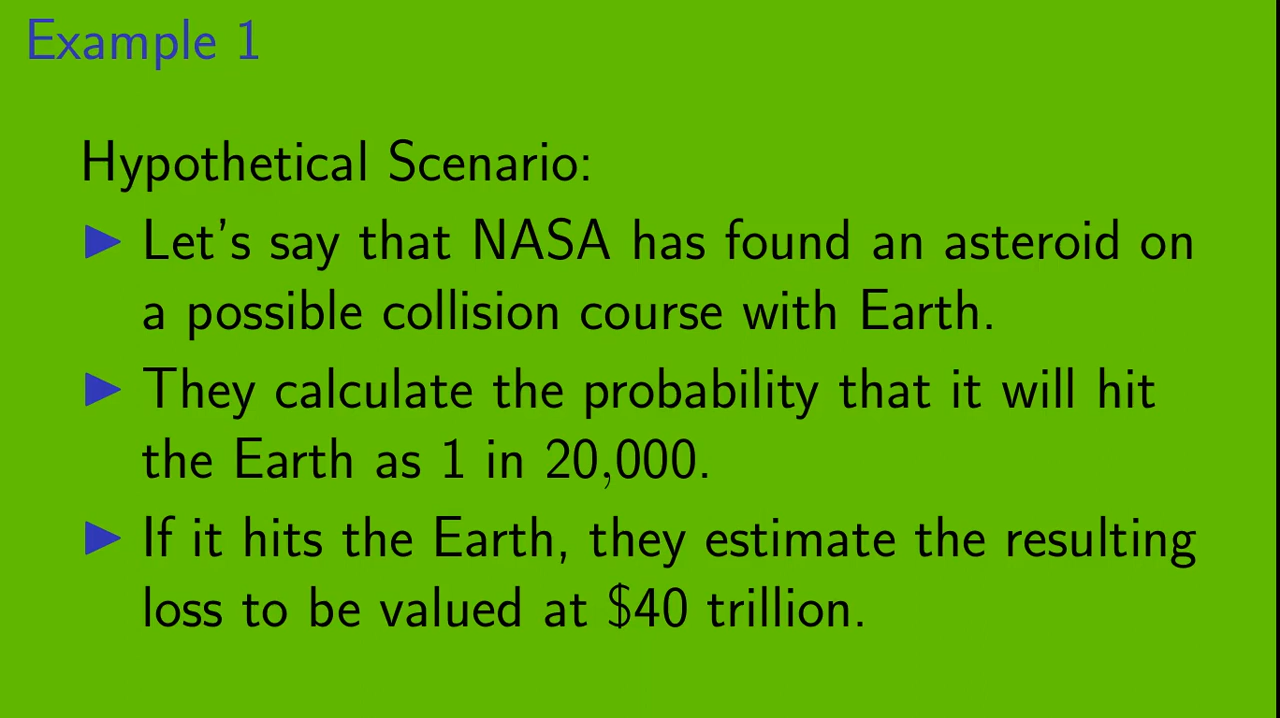 Example 1
Hypothetical Scenario:
▶ Let's say that NASA has found an asteroid on
a possible collision course with Earth.
▶ They calculate the probability that it will hit
the Earth as 1 in 20,000.
▶ If it hits the Earth, they estimate the resulting
loss to be valued at $40 trillion.